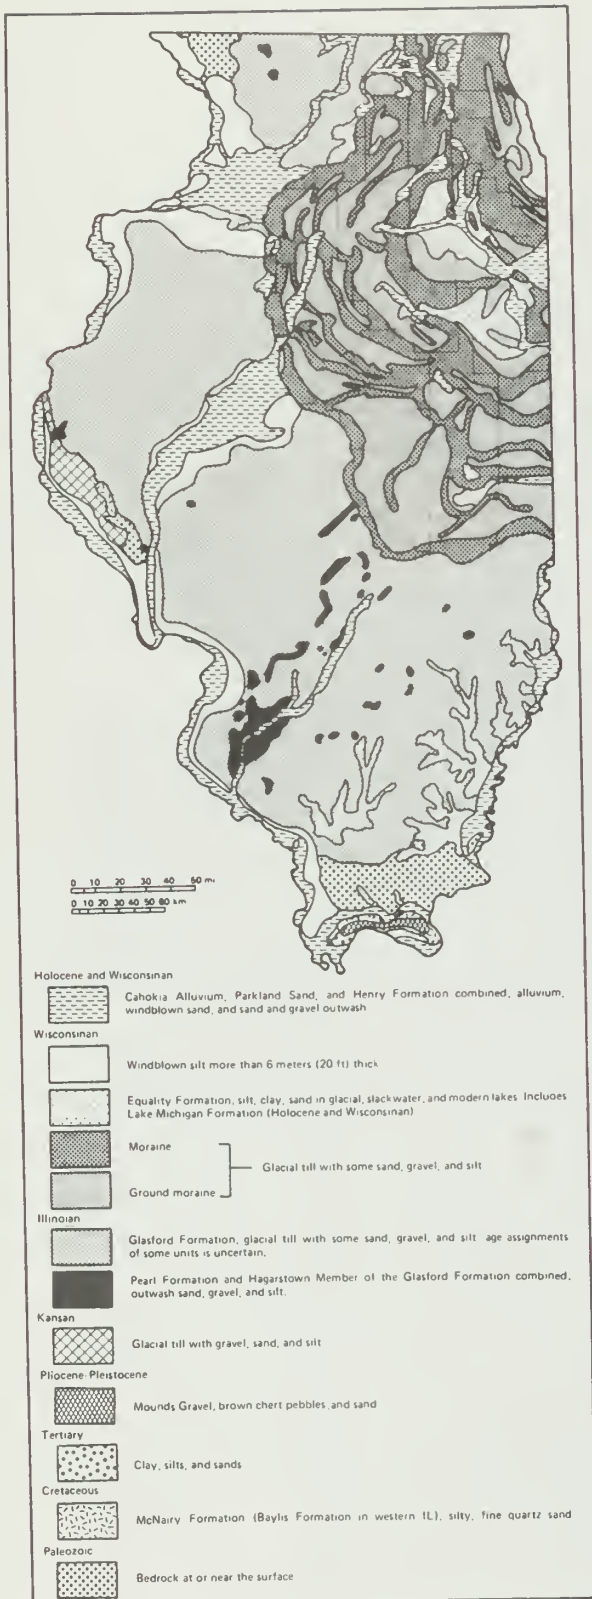 0 10 20 30 40 50 mi
0 10 20 30 40 50 60 km
Holocene and Wisconsinan
Cahokia Alluvium, Parkland Sand, and Henry Formation combined, alluvium,
windblown sand, and sand and gravel outwash
Wisconsinan
Windblown silt more than 6 meters (20 ft) thick
Equality Formation, silt, clay, sand in glacial, slackwater, and modern lakes Includes
Lake Michigan Formation (Holocene and Wisconsinan)
Moraine
Glacial till with some sand, gravel, and silt
Ground moraine
Illinoian
Glasford Formation, glacial till with some sand, gravel, and silt age assignments
of some units is uncertain.
Pearl Formation and Hagarstown Member of the Glasford Formation combined,
outwash sand, gravel, and silt.
Kansan
Glacial till with gravel, sand, and silt
Pliocene-Pleistocene
Mounds Gravel, brown chert pebbles, and sand
Tertiary
Clay, silts, and sands
Cretaceous
McNairy Formation (Baylis Formation in western IL), silty, fine quartz sand
Paleozoic
Bedrock at or near the surface